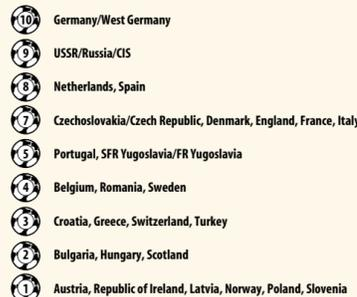 10 Germany/West Germany
9 USSR/Russia/CIS
8 Netherlands, Spain
7 Czechoslovakia/Czech Republic, Denmark, England, France, Italy
5 Portugal, SFR Yugoslavia/FR Yugoslavia
4 Belgium, Romania, Sweden
3 Croatia, Greece, Switzerland, Turkey
2 Bulgaria, Hungary, Scotland
1 Austria, Republic of Ireland, Latvia, Norway, Poland, Slovenia